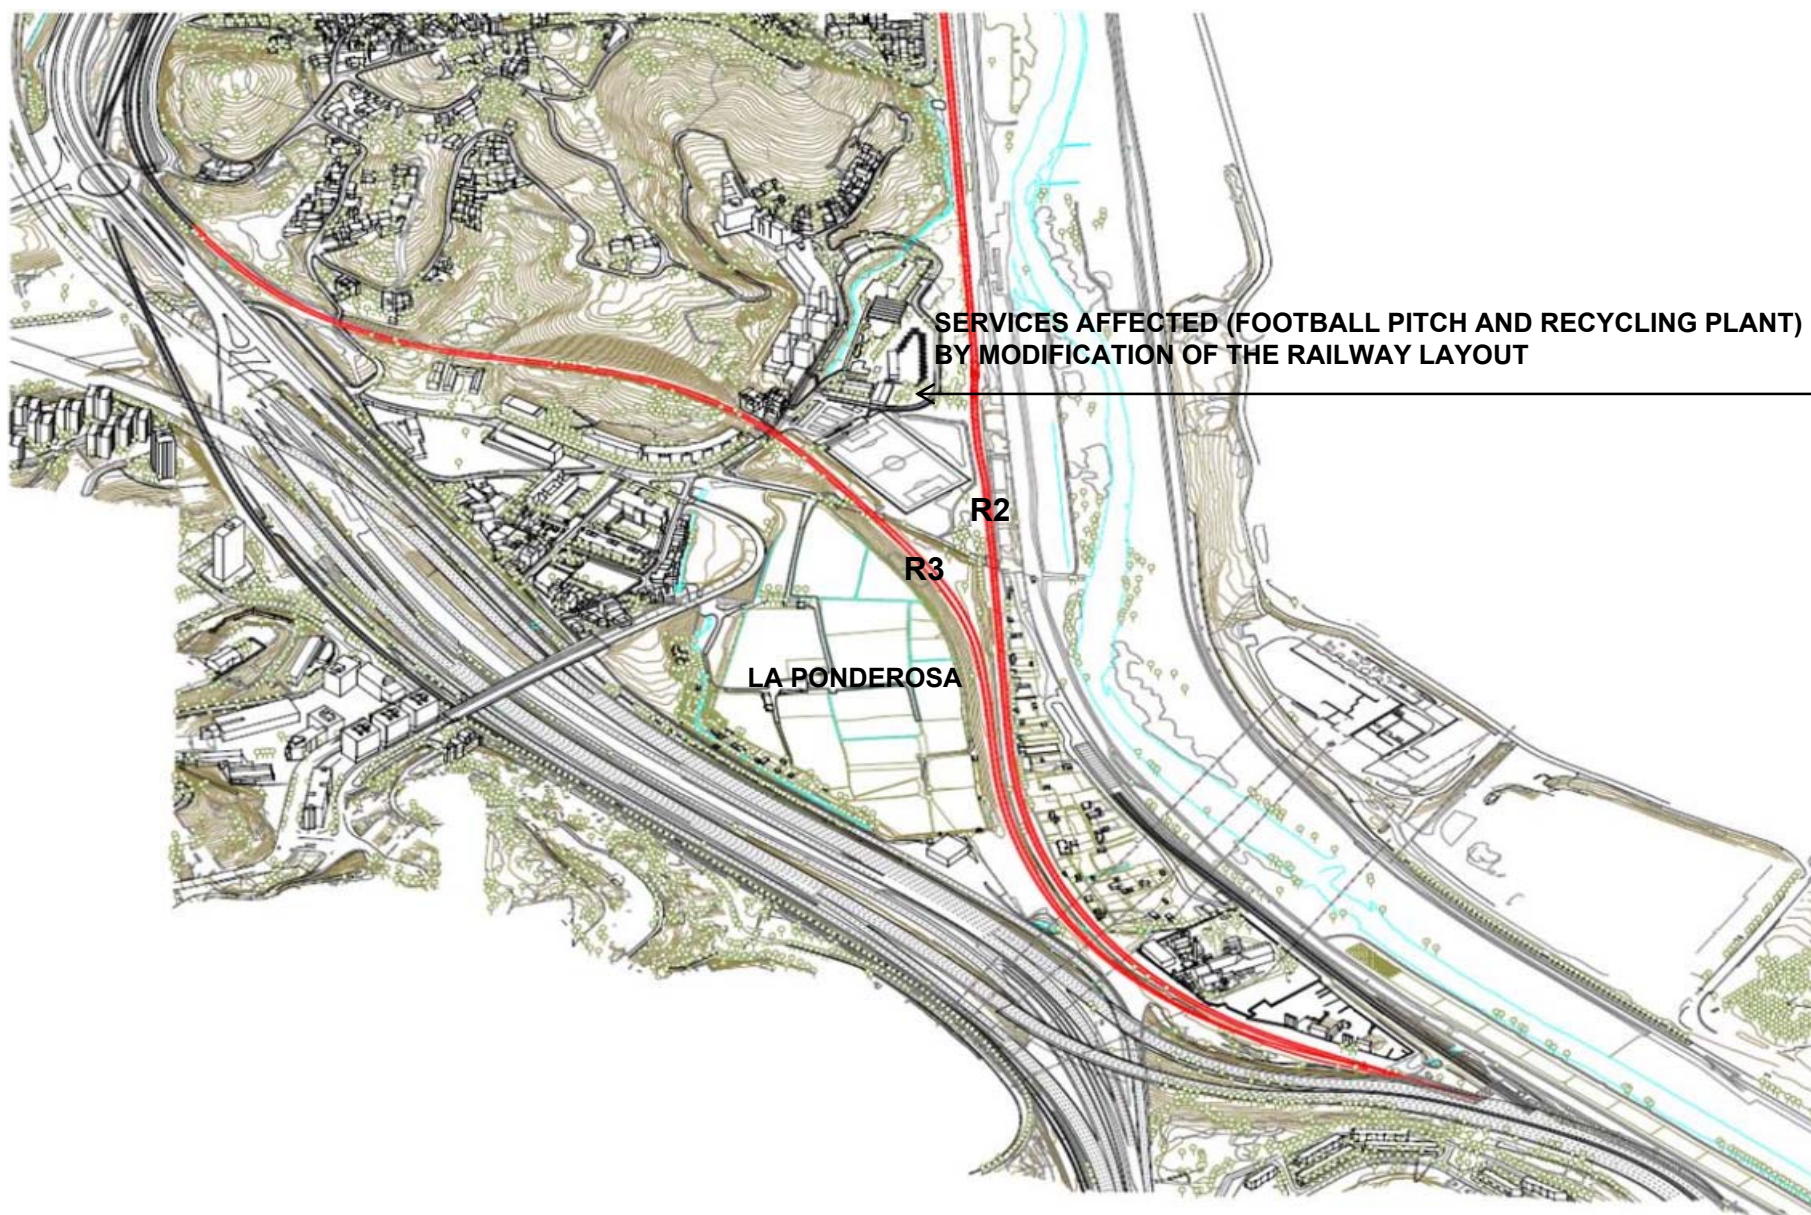 SERVICES AFFECTED (FOOTBALL PITCH AND RECYCLING PLANT)
BY MODIFICATION OF THE RAILWAY LAYOUT
R2
R3
LA PONDEROSA